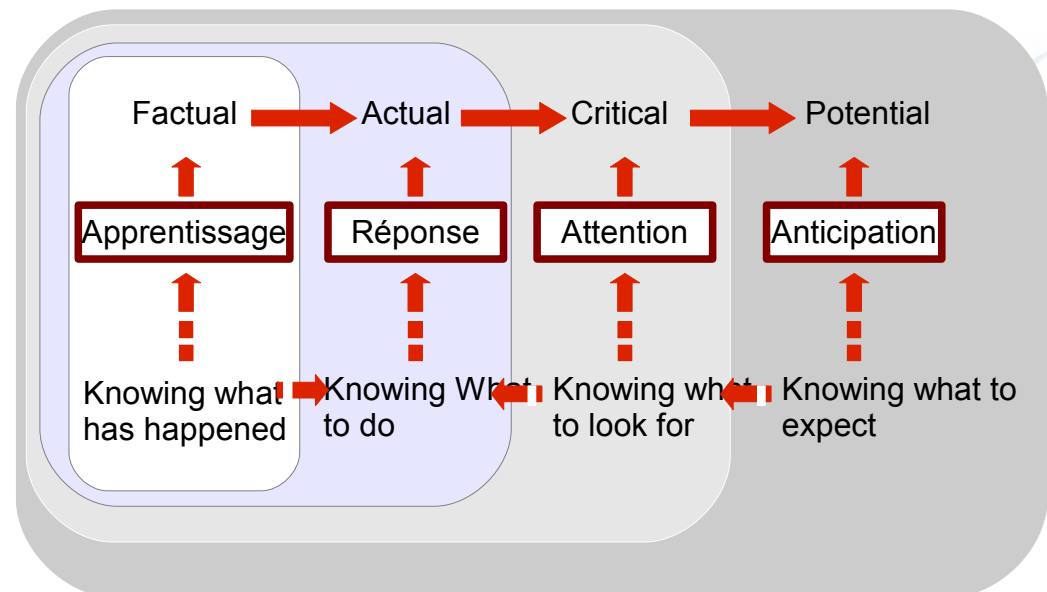 Factual Actual Critical Potential
Apprentissage Réponse Attention Anticipation
Knowing what
has happened
Knowing What
to do
Knowing what
to look for
Knowing what to
expect